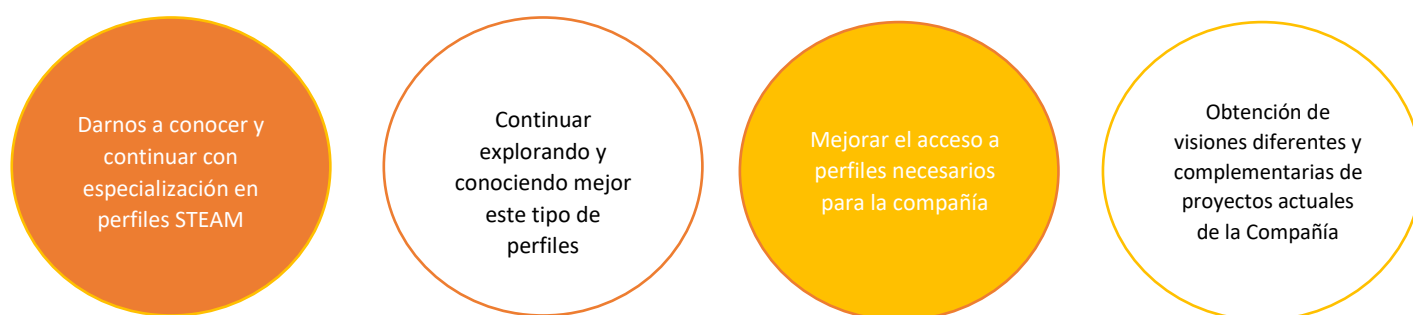 Darnos a conocer y
continuar con
especialización en
perfiles STEAM
Continuar
explorando y
conociendo mejor
este tipo de
perfiles
Mejorar el acceso a
perfiles necesarios
para la compañía
Obtención de
visiones diferentes y
complementarias de
proyectos actuales
de la Compañía